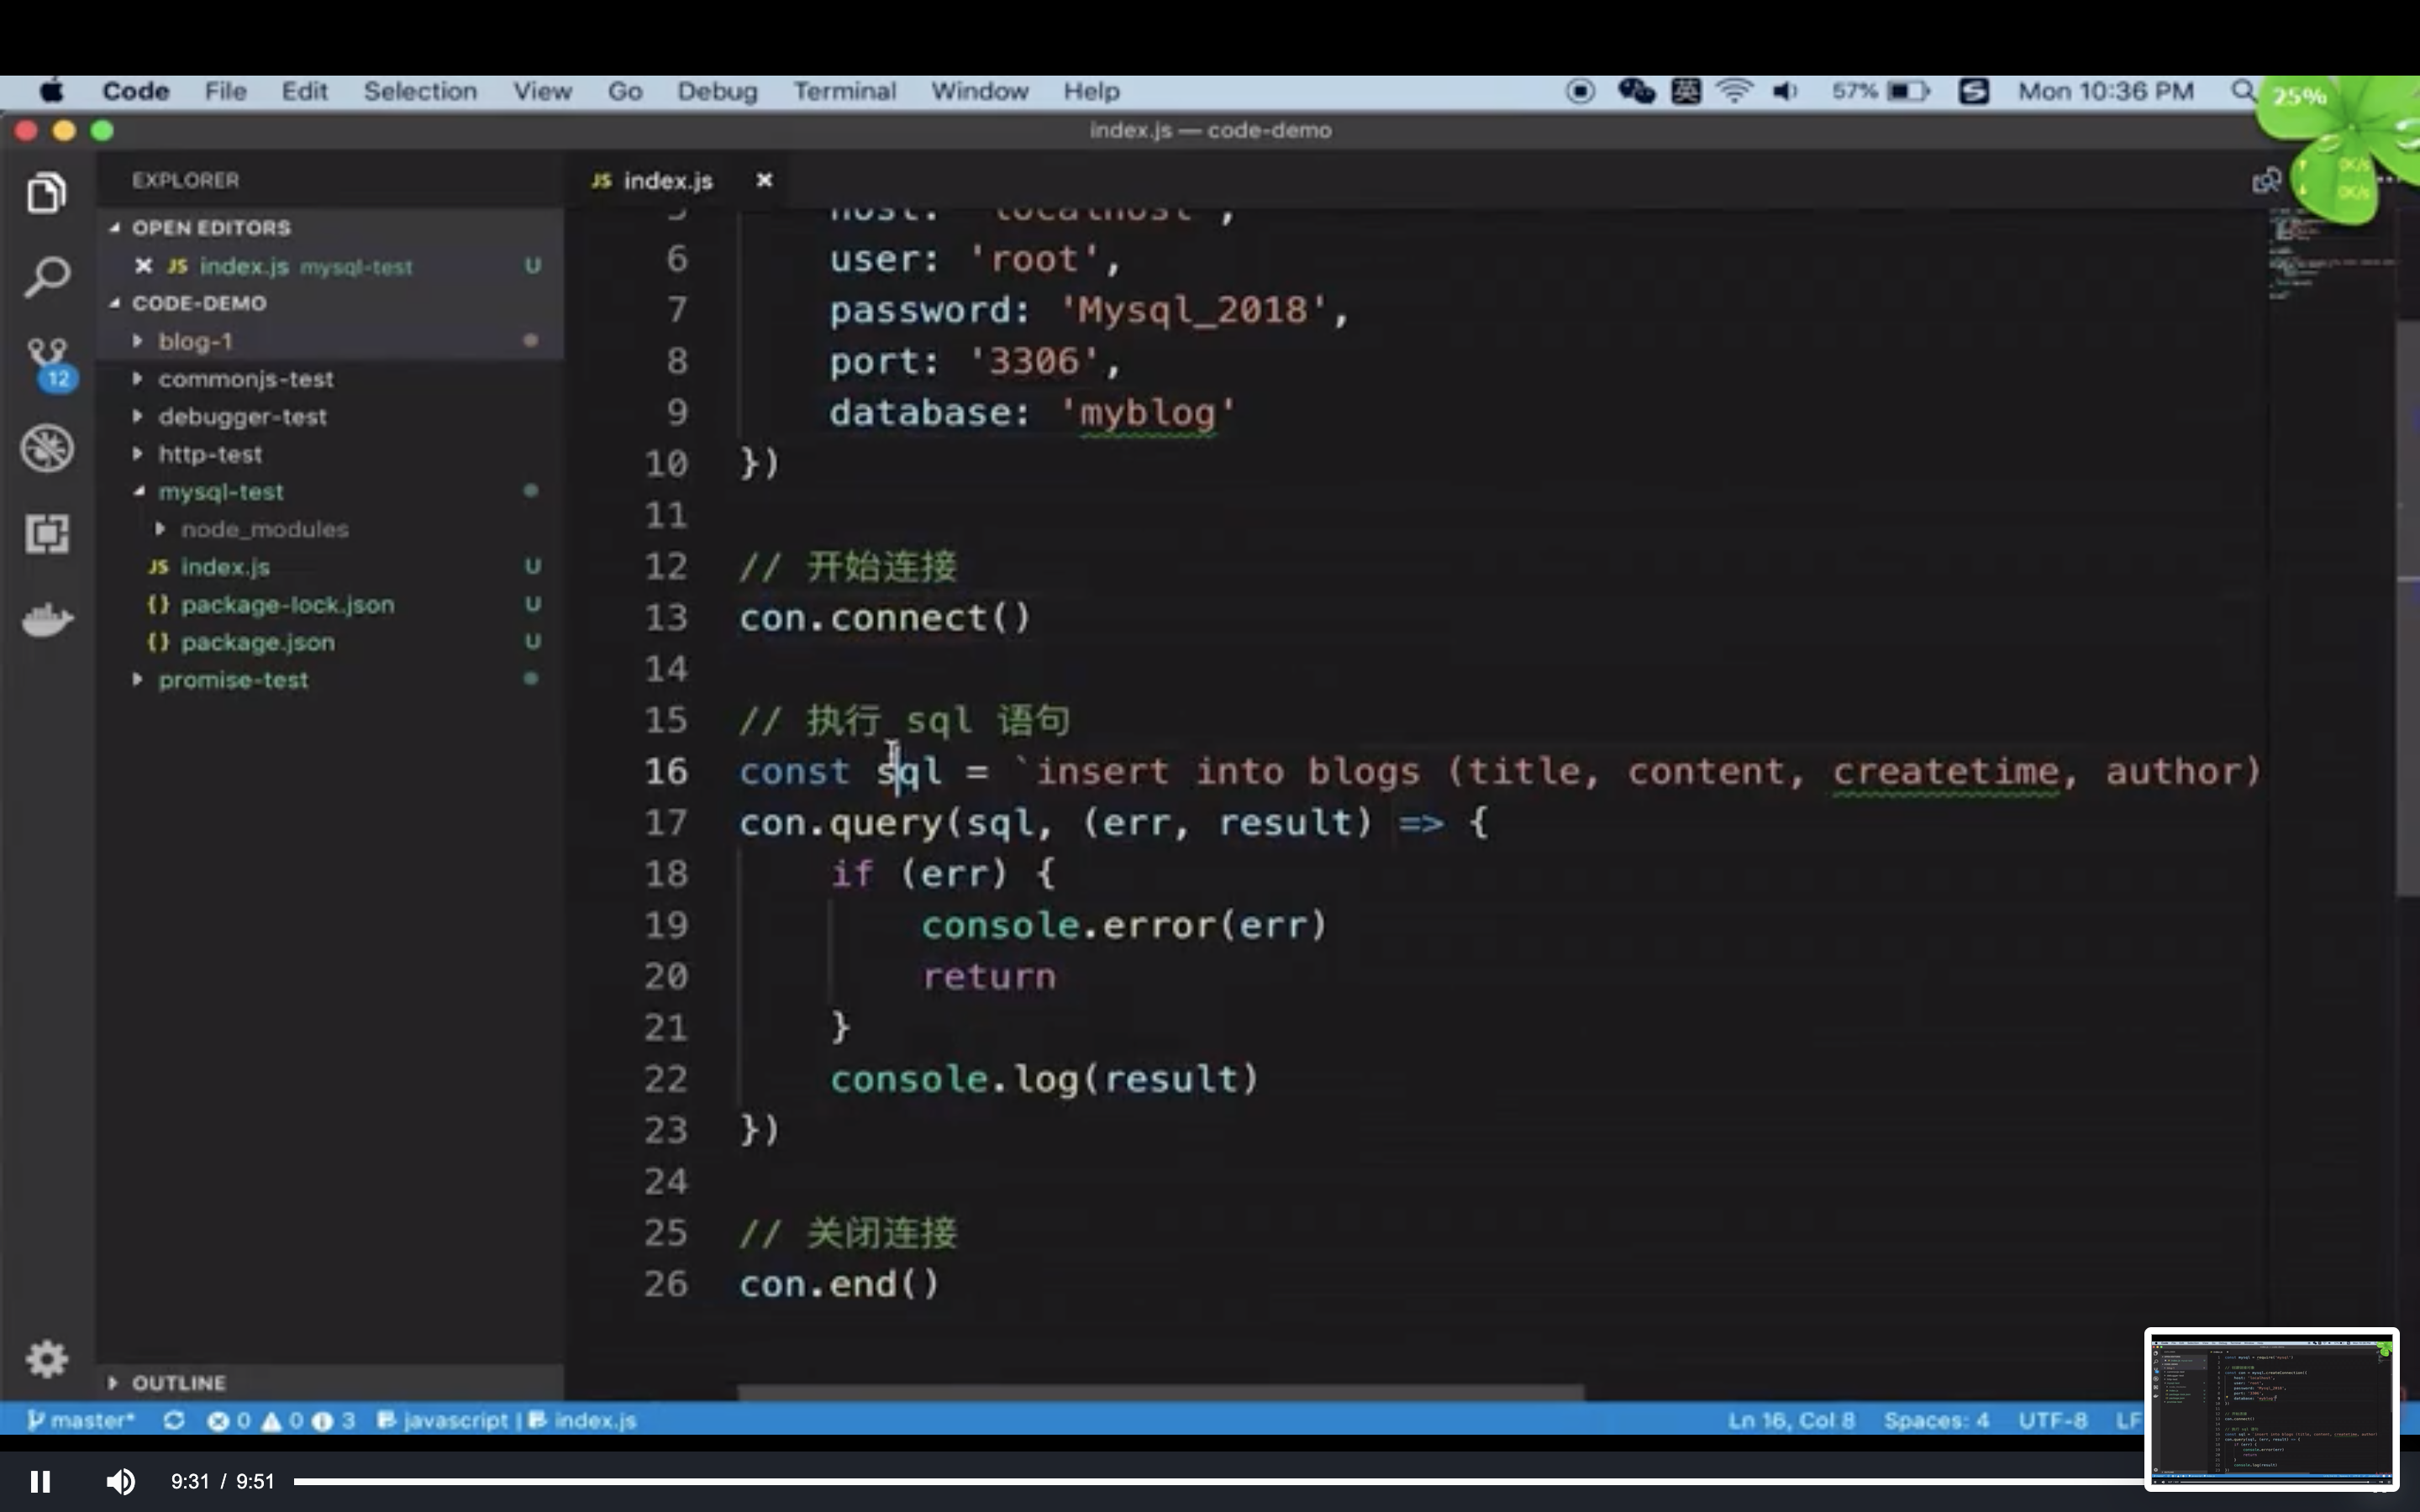 Code File Edit Selection View Go Debug Terminal Window Help 英 57% Mon 10:36 PM
25%
index.js — code-demo
0K/s
0K/s
EXPLORER
JS index.js
OPEN EDITORS
JS index.js mysql-test U
CODE-DEMO
blog-1
commonjs-test
debugger-test
http-test
mysql-test
node_modules
JS index.js U
{} package-lock.json U
{} package.json U
promise-test
12
OUTLINE
5 host: 'localhost',
6 user: 'root',
7 password: 'Mysql_2018',
8 port: '3306',
9 database: 'myblog'
10 })
11
12 // 开始连接
13 con.connect()
14
15 // 执行 sql 语句
16 const sql = `insert into blogs (title, content, createtime, author)
17 con.query(sql, (err, result) => {
18 if (err) {
19 console.error(err)
20 return
21 }
22 console.log(result)
23 })
24
25 // 关闭连接
26 con.end()
master* 0 0 3 javascript | index.js Ln 16, Col 8 Spaces: 4 UTF-8 LF
9:31 / 9:51